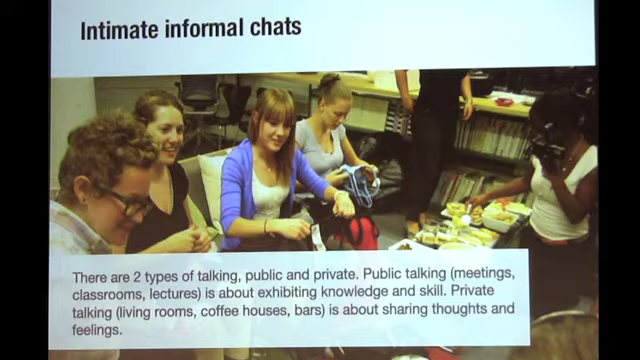 Intimate informal chats
There are 2 types of talking, public and private. Public talking (meetings,
classrooms, lectures) is about exhibiting knowledge and skill. Private
talking (living rooms, coffee houses, bars) is about sharing thoughts and
feelings.